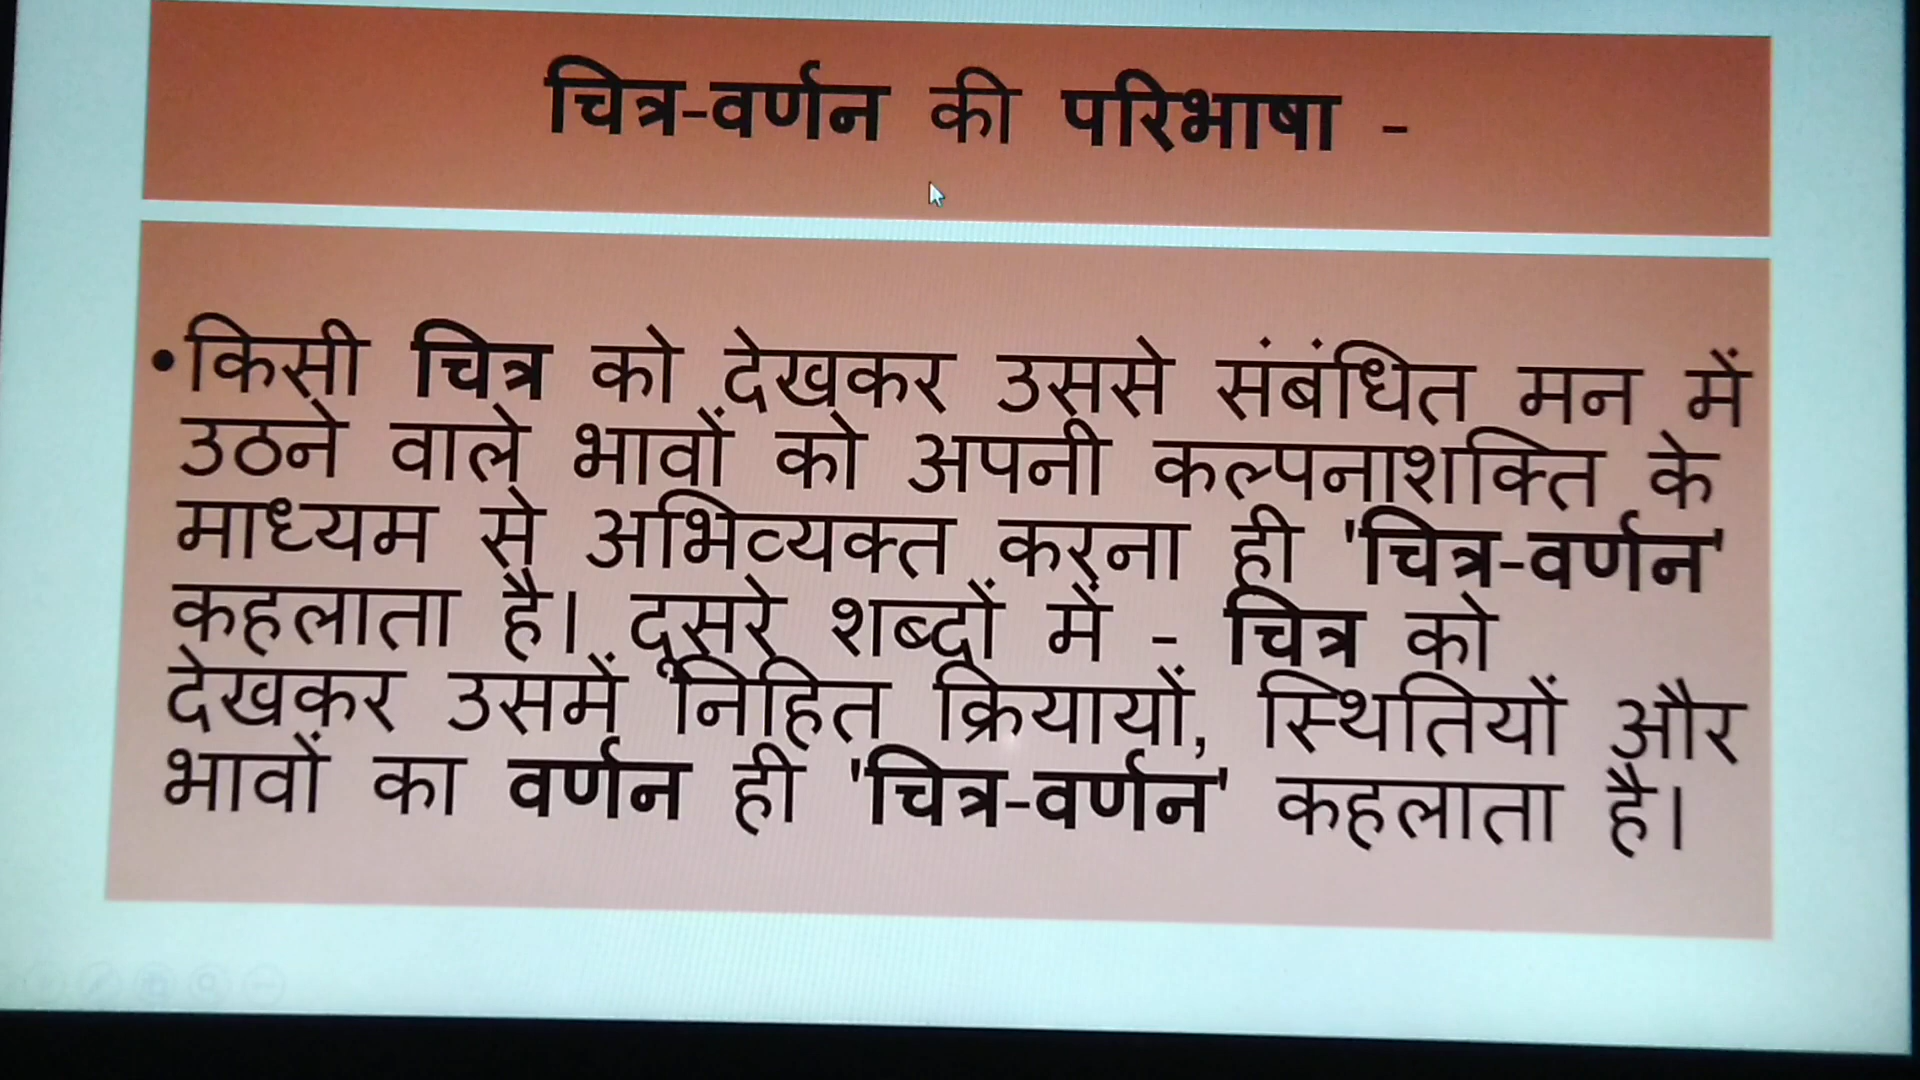 चित्र-वर्णन की परिभाषा -
•किसी चित्र को देखकर उससे संबंधित मन में
उठने वाले भावों को अपनी कल्पनाशक्ति के
माध्यम से अभिव्यक्त करना ही 'चित्र-वर्णन'
कहलाता है। दूसरे शब्दों में - चित्र को
देखकर उसमें निहित क्रियायों, स्थितियों और
भावों का वर्णन ही 'चित्र-वर्णन' कहलाता है।